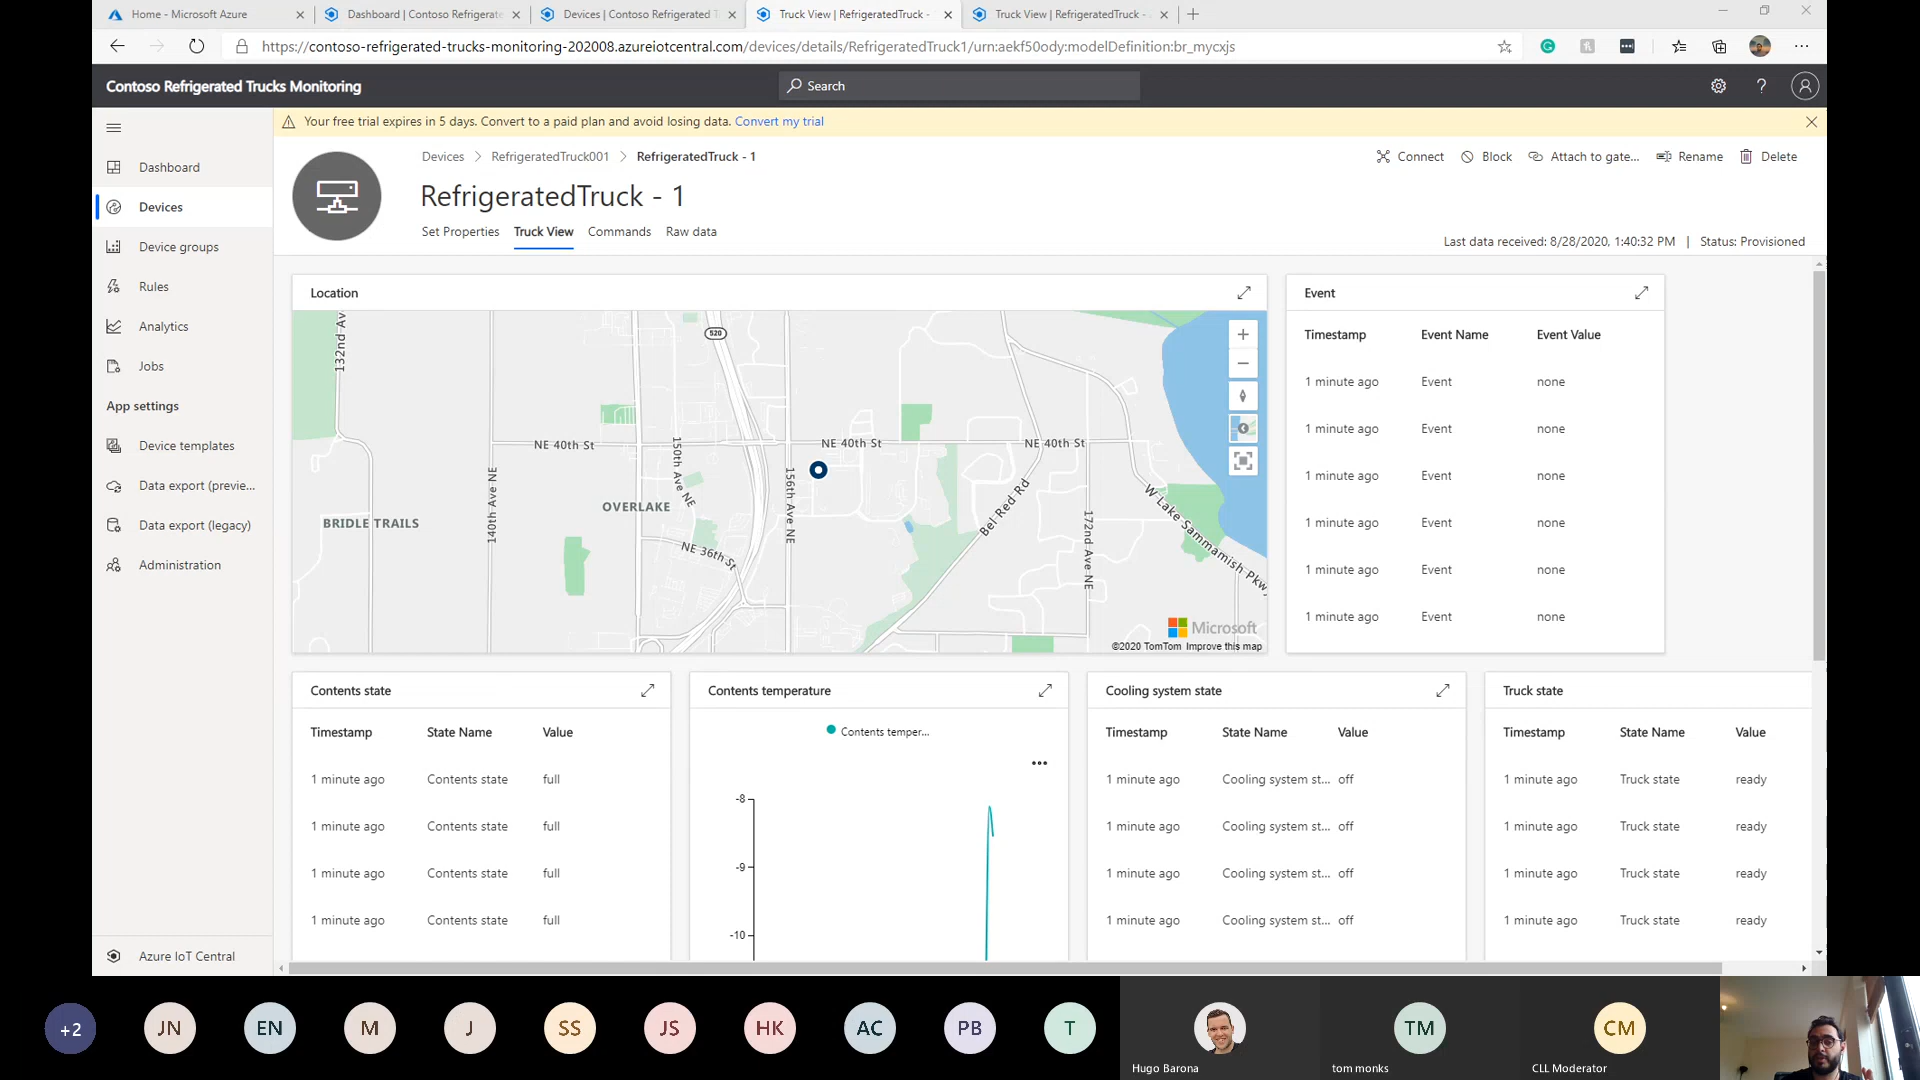 Home - Microsoft Azure
Dashboard | Contoso Refrigerate
Devices | Contoso Refrigerated T
Truck View | RefrigeratedTruck -
Truck View | RefrigeratedTruck -
https://contoso-refrigerated-trucks-monitoring-202008.azureiotcentral.com/devices/details/RefrigeratedTruck1/urn:aekf50ody:modelDefinition:br_mycxjs
Contoso Refrigerated Trucks Monitoring
Search
Your free trial expires in 5 days. Convert to a paid plan and avoid losing data. Convert my trial
Dashboard
Devices
Device groups
Rules
Analytics
Jobs
App settings
Device templates
Data export (previe...
Data export (legacy)
Administration
Azure IoT Central
Devices > RefrigeratedTruck001 > RefrigeratedTruck - 1
Connect
Block
Attach to gate...
Rename
Delete
RefrigeratedTruck - 1
Set Properties
Truck View
Commands
Raw data
Last data received: 8/28/2020, 1:40:32 PM | Status: Provisioned
Location
132nd Av
520
NE 40th St
NE 40th St
NE 40th St
150th Ave NE
140th Ave NE
156th Ave NE
OVERLAKE
BRIDLE TRAILS
NE 36th St
Bel Red Rd
172nd Ave NE
W Lake Sammamish Pkwy
Microsoft
©2020 TomTom Improve this map
Event
Timestamp Event Name Event Value
1 minute ago Event none
1 minute ago Event none
1 minute ago Event none
1 minute ago Event none
1 minute ago Event none
1 minute ago Event none
Contents state
Timestamp State Name Value
1 minute ago Contents state full
1 minute ago Contents state full
1 minute ago Contents state full
1 minute ago Contents state full
Contents temperature
Contents temper...
-8
-9
-10
Cooling system state
Timestamp State Name Value
1 minute ago Cooling system st... off
1 minute ago Cooling system st... off
1 minute ago Cooling system st... off
1 minute ago Cooling system st... off
Truck state
Timestamp State Name Value
1 minute ago Truck state ready
1 minute ago Truck state ready
1 minute ago Truck state ready
1 minute ago Truck state ready
+2
JN
EN
M
J
SS
JS
HK
AC
PB
T
TM
CM
Hugo Barona
tom monks
CLL Moderator